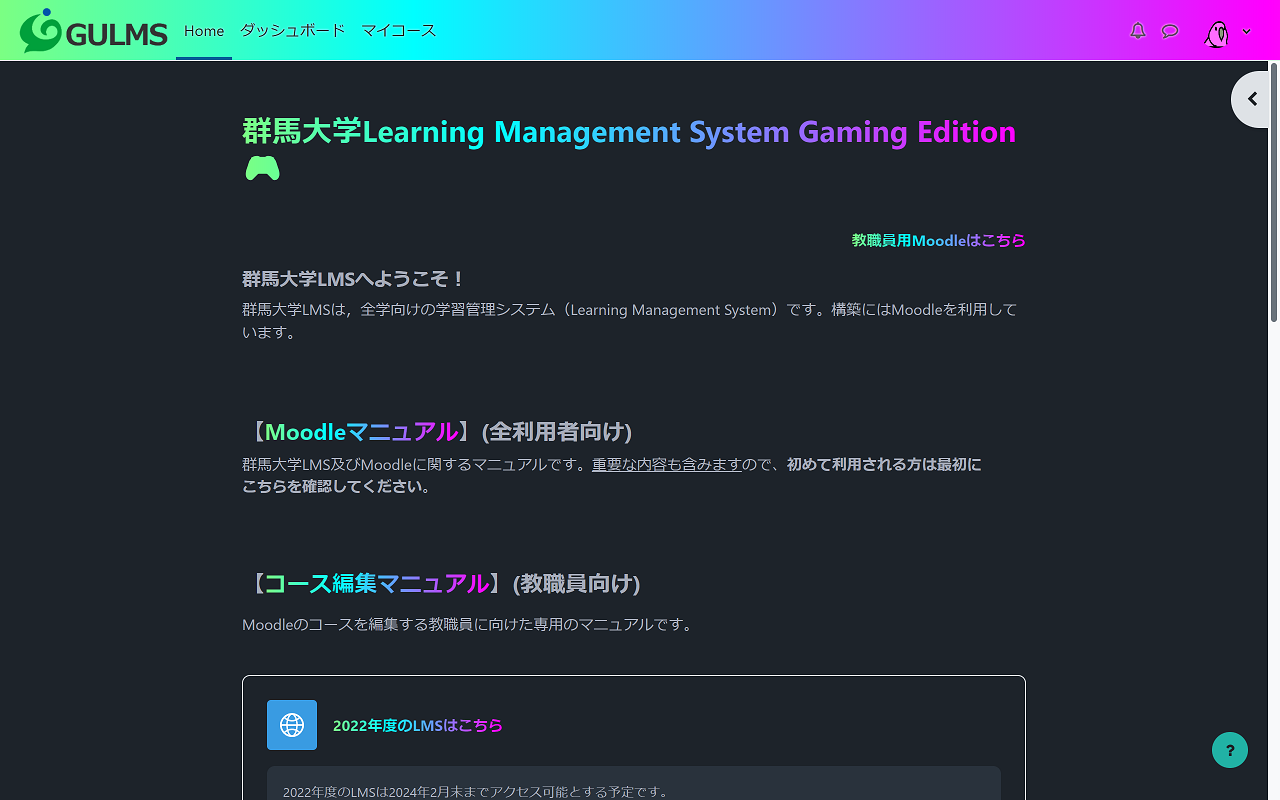 GULMS Home ダッシュボード マイコース
群馬大学Learning Management System Gaming Edition
教職員用Moodleはこちら
群馬大学LMSへようこそ！
群馬大学LMSは，全学向けの学習管理システム（Learning Management System）です。構築にはMoodleを利用して
います。
【Moodleマニュアル】(全利用者向け)
群馬大学LMS及びMoodleに関するマニュアルです。重要な内容も含みますので、初めて利用される方は最初に
こちらを確認してください。
【コース編集マニュアル】(教職員向け)
Moodleのコースを編集する教職員に向けた専用のマニュアルです。
2022年度のLMSはこちら
2022年度のLMSは2024年2月末までアクセス可能とする予定です。
?